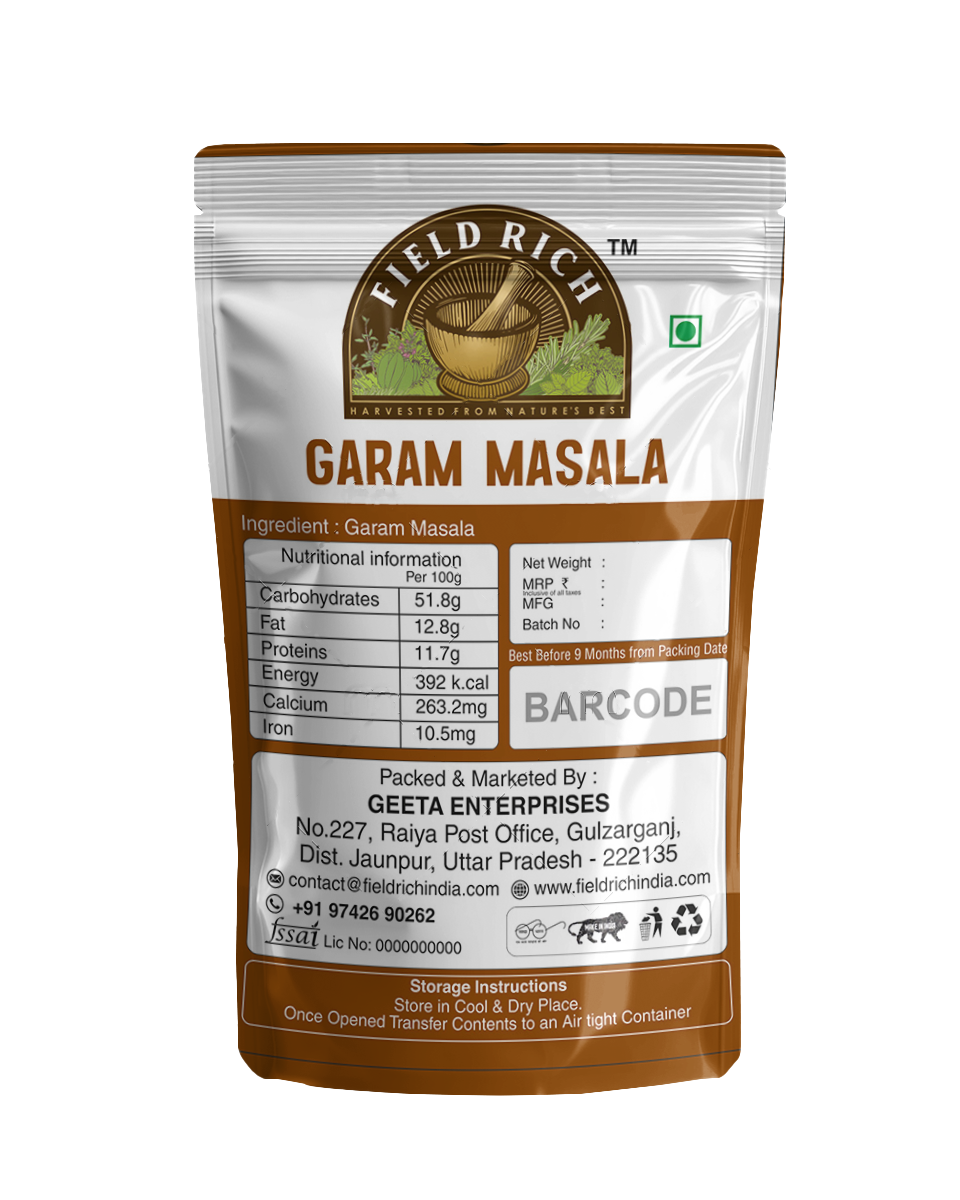 FIELD RICH
TM
HARVESTED FROM NATURE'S BEST
GARAM MASALA
Ingredient : Garam Masala
Nutritional information
Per 100g
Carbohydrates 51.8g
Fat 12.8g
Proteins 11.7g
Energy 392 k.cal
Calcium 263.2mg
Iron 10.5mg
Net Weight :
MRP ₹ :
Inclusive of all taxes
MFG :
Batch No :
Best Before 9 Months from Packing Date
BARCODE
Packed & Marketed By :
GEETA ENTERPRISES
No.227, Raiya Post Office, Gulzarganj,
Dist. Jaunpur, Uttar Pradesh - 222135
contact@fieldrichindia.com www.fieldrichindia.com
+91 97426 90262
fssai Lic No: 0000000000
MAKE IN INDIA
Storage Instructions
Store in Cool & Dry Place.
Once Opened Transfer Contents to an Air tight Container